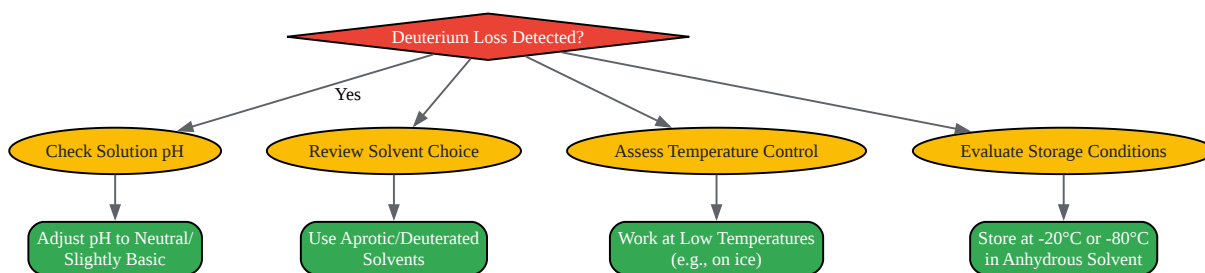 Deuterium Loss Detected?
Yes
Check Solution pH
Review Solvent Choice
Assess Temperature Control
Evaluate Storage Conditions
Adjust pH to Neutral/
Slightly Basic
Use Aprotic/Deuterated
Solvents
Work at Low Temperatures
(e.g., on ice)
Store at -20°C or -80°C
in Anhydrous Solvent